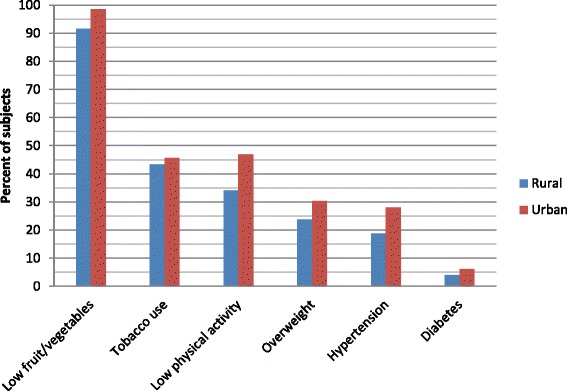 100
90
80
70
60
50
40
30
20
10
0
Percent of subjects
Low fruit/vegetables
Tobacco use
Low physical activity
Overweight
Hypertension
Diabetes
Rural
Urban